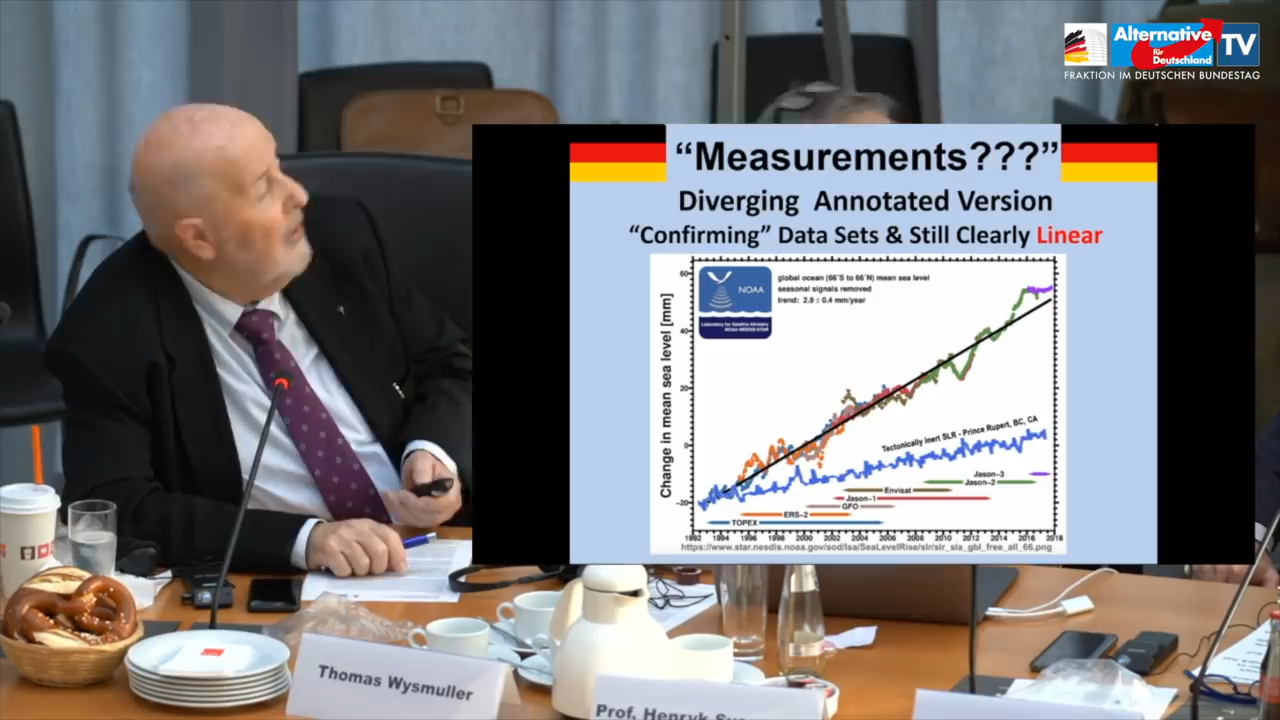 Alternative
für
Deutschland
TV
FRAKTION IM DEUTSCHEN BUNDESTAG
“Measurements???”
Diverging Annotated Version
“Confirming” Data Sets & Still Clearly Linear
NOAA
Laboratory for Satellite Altimetry
NOAA-NESDIS-STAR
global ocean (66°S to 66°N) mean sea level
seasonal signals removed
trend: 2.9 ± 0.4 mm/year
Change in mean sea level [mm]
60
40
20
0
-20
Tectonically Inert SLR - Prince Rupert, BC, CA
Jason-3
Jason-2
Envisat
Jason-1
GFO
ERS-2
TOPEX
1992 1994 1996 1998 2000 2002 2004 2006 2008 2010 2012 2014 2016 2018
https://www.star.nesdis.noaa.gov/sod/lsa/SeaLevelRise/slr/slr_sla_gbl_free_all_66.png
Thomas Wysmuller
Prof. Henryk